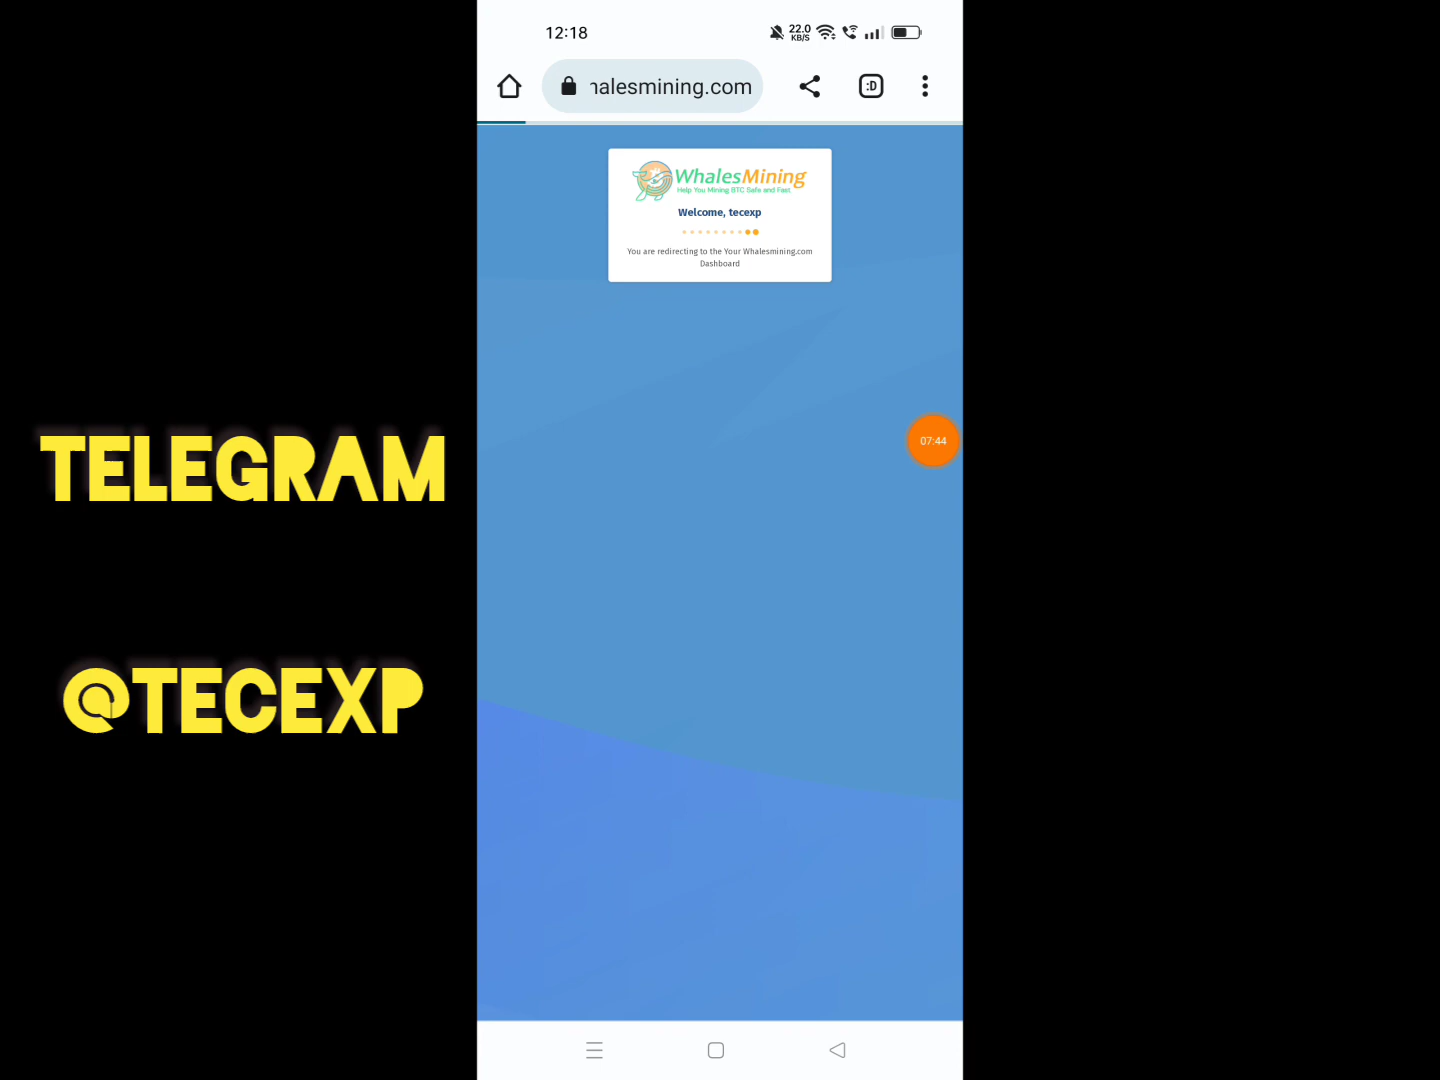 12:18
22.0
KB/S
halesmining.com
:D
WhalesMining
Help You Mining BTC Safe and Fast
Welcome, tecexp
You are redirecting to the Your Whalesmining.com
Dashboard
07:44
TELEGRAM
@TECEXP